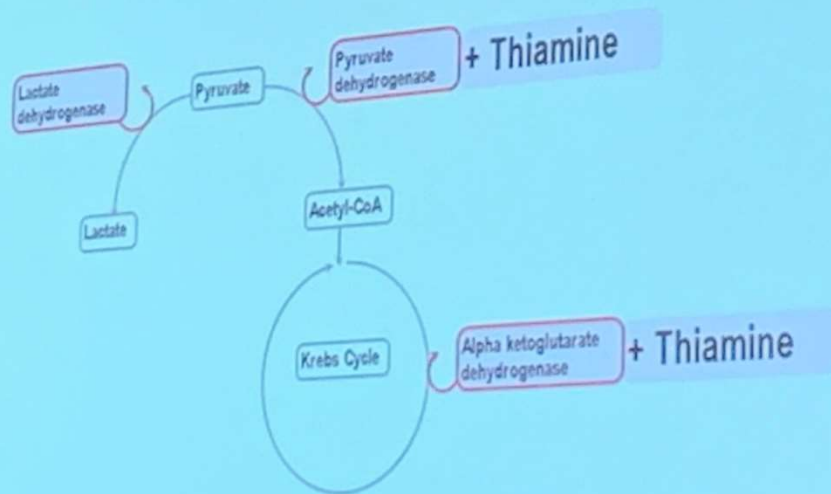 Lactate
dehydrogenase
Pyruvate
Pyruvate
dehydrogenase
+ Thiamine
Lactate
Acetyl-CoA
Krebs Cycle
Alpha ketoglutarate
dehydrogenase
+ Thiamine